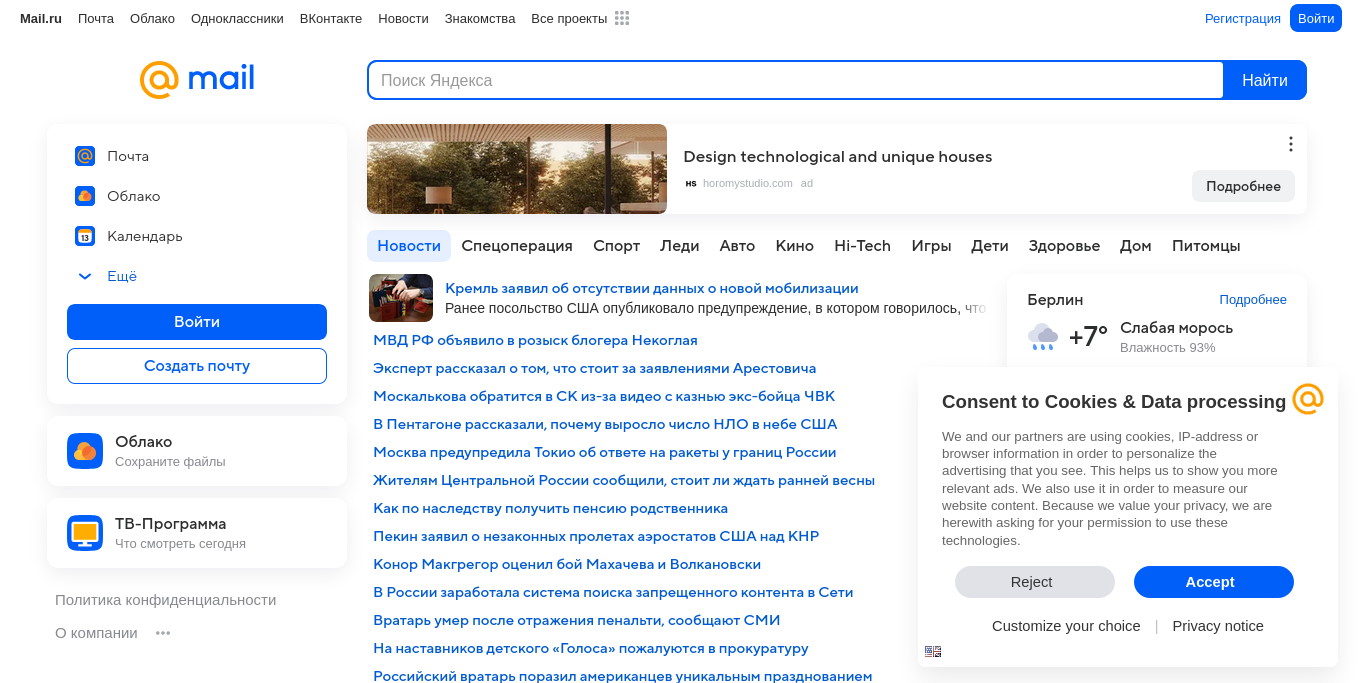 Mail.ru Почта Облако Одноклассники ВКонтакте Новости Знакомства Все проекты Регистрация Войти
mail
Поиск Яндекса Найти
Почта
Облако
13 Календарь
Ещё
Войти
Создать почту
Облако
Сохраните файлы
ТВ-Программа
Что смотреть сегодня
Политика конфиденциальности
О компании
Design technological and unique houses
HS horomystudio.com ad
Подробнее
Новости Спецоперация Спорт Леди Авто Кино Hi-Tech Игры Дети Здоровье Дом Питомцы
Кремль заявил об отсутствии данных о новой мобилизации
Ранее посольство США опубликовало предупреждение, в котором говорилось, что
МВД РФ объявило в розыск блогера Некоглая
Эксперт рассказал о том, что стоит за заявлениями Арестовича
Москалькова обратится в СК из-за видео с казнью экс-бойца ЧВК
В Пентагоне рассказали, почему выросло число НЛО в небе США
Москва предупредила Токио об ответе на ракеты у границ России
Жителям Центральной России сообщили, стоит ли ждать ранней весны
Как по наследству получить пенсию родственника
Пекин заявил о незаконных пролетах аэростатов США над КНР
Конор Макгрегор оценил бой Махачева и Волкановски
В России заработала система поиска запрещенного контента в Сети
Вратарь умер после отражения пенальти, сообщают СМИ
На наставников детского «Голоса» пожалуются в прокуратуру
Российский вратарь поразил американцев уникальным празднованием
Берлин Подробнее
+7° Слабая морось
Влажность 93%
Consent to Cookies & Data processing
We and our partners are using cookies, IP-address or
browser information in order to personalize the
advertising that you see. This helps us to show you more
relevant ads. We also use it in order to measure our
website content. Because we value your privacy, we are
herewith asking for your permission to use these
technologies.
Reject Accept
Customize your choice | Privacy notice